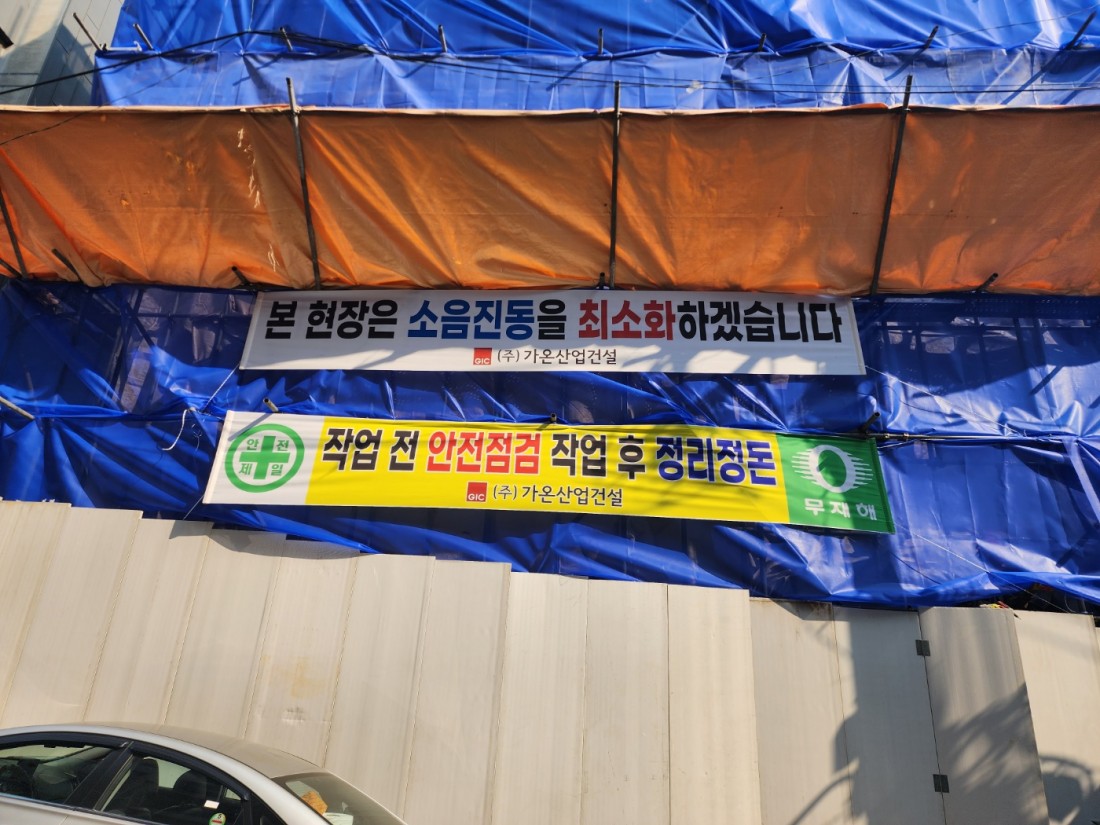 본 현장은 소음진동을 최소화하겠습니다
GIC (주) 가온산업건설
안전제일
작업 전 안전점검 작업 후 정리정돈
GIC (주) 가온산업건설
무재해